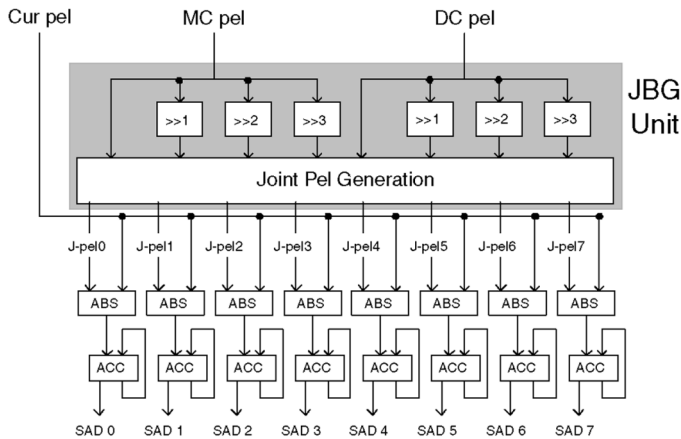 Cur pel MC pel DC pel
JBG
Unit
>>1 >>2 >>3 >>1 >>2 >>3
Joint Pel Generation
J-pel0 J-pel1 J-pel2 J-pel3 J-pel4 J-pel5 J-pel6 J-pel7
ABS ABS ABS ABS ABS ABS ABS ABS
ACC ACC ACC ACC ACC ACC ACC ACC
SAD 0 SAD 1 SAD 2 SAD 3 SAD 4 SAD 5 SAD 6 SAD 7